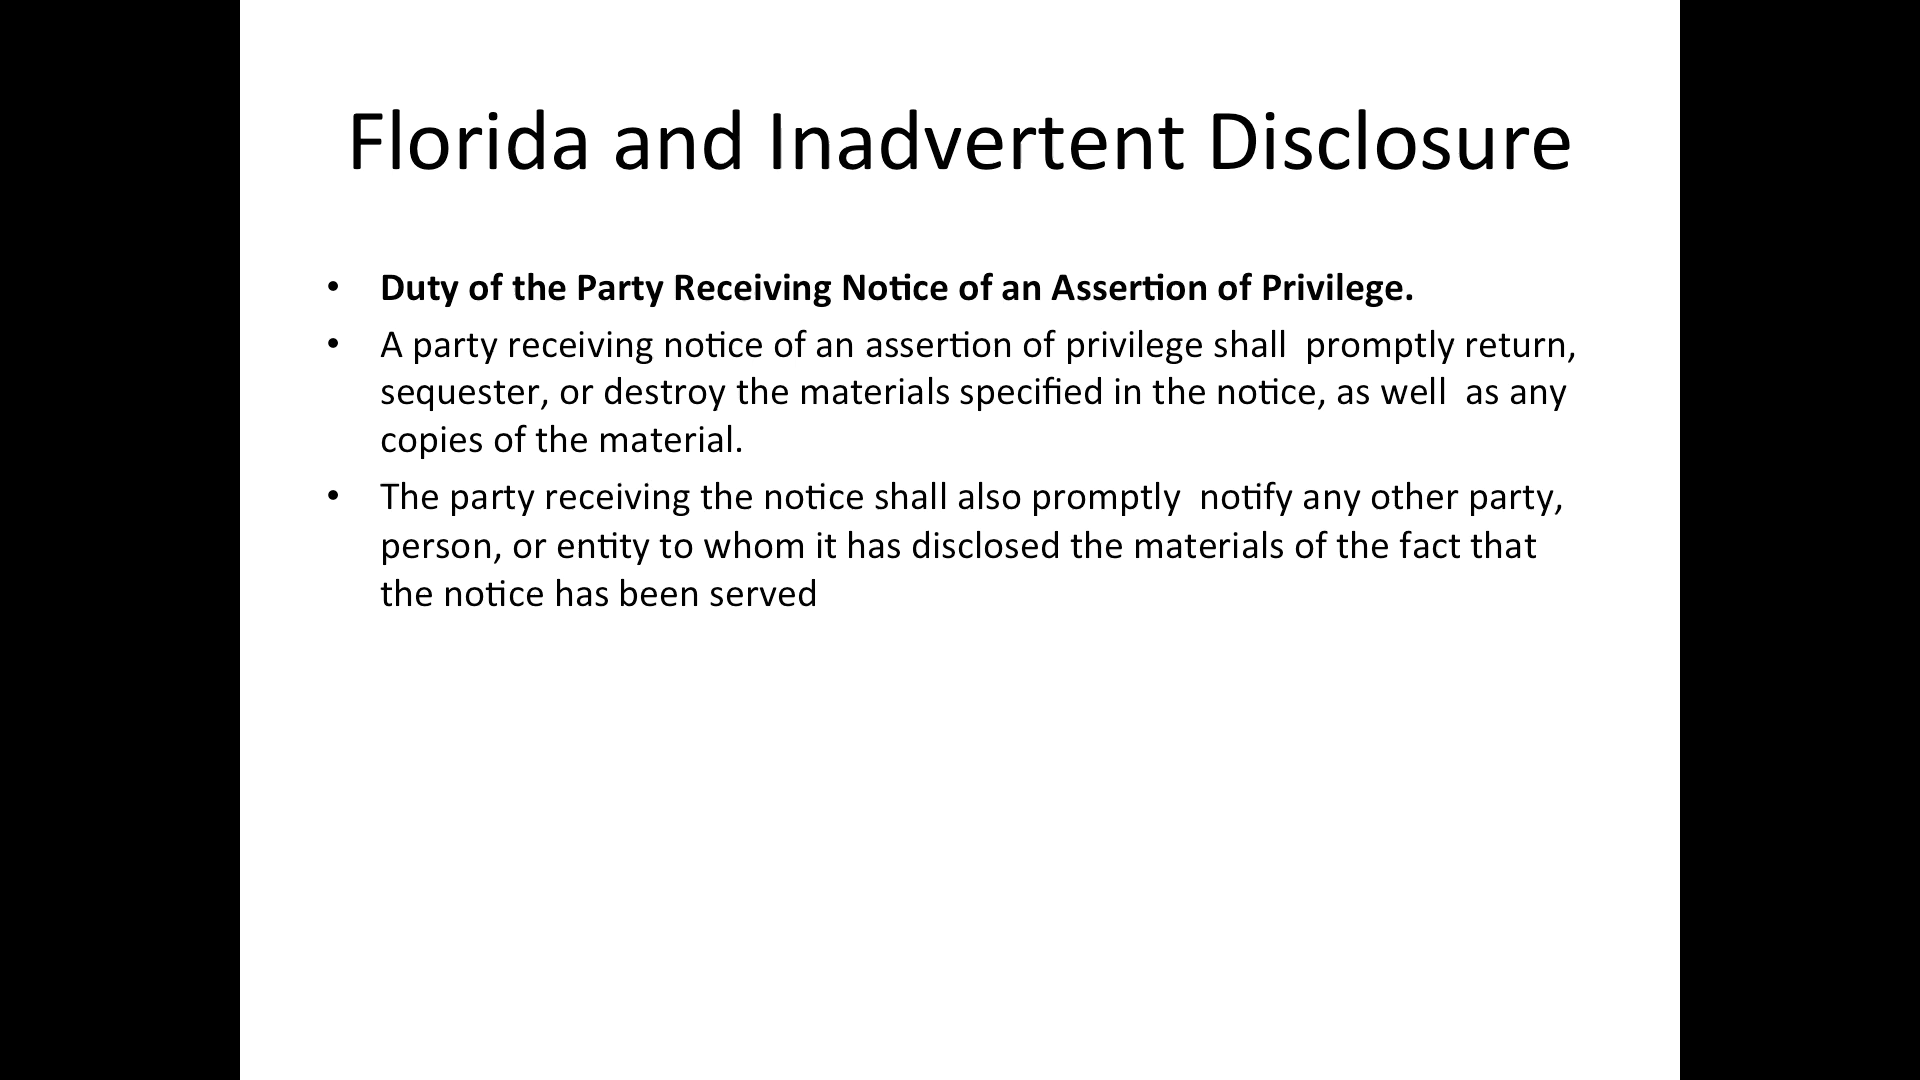 Florida and Inadvertent Disclosure
• Duty of the Party Receiving Notice of an Assertion of Privilege.
• A party receiving notice of an assertion of privilege shall  promptly return,
sequester, or destroy the materials specified in the notice, as well  as any
copies of the material.
• The party receiving the notice shall also promptly  notify any other party,
person, or entity to whom it has disclosed the materials of the fact that
the notice has been served